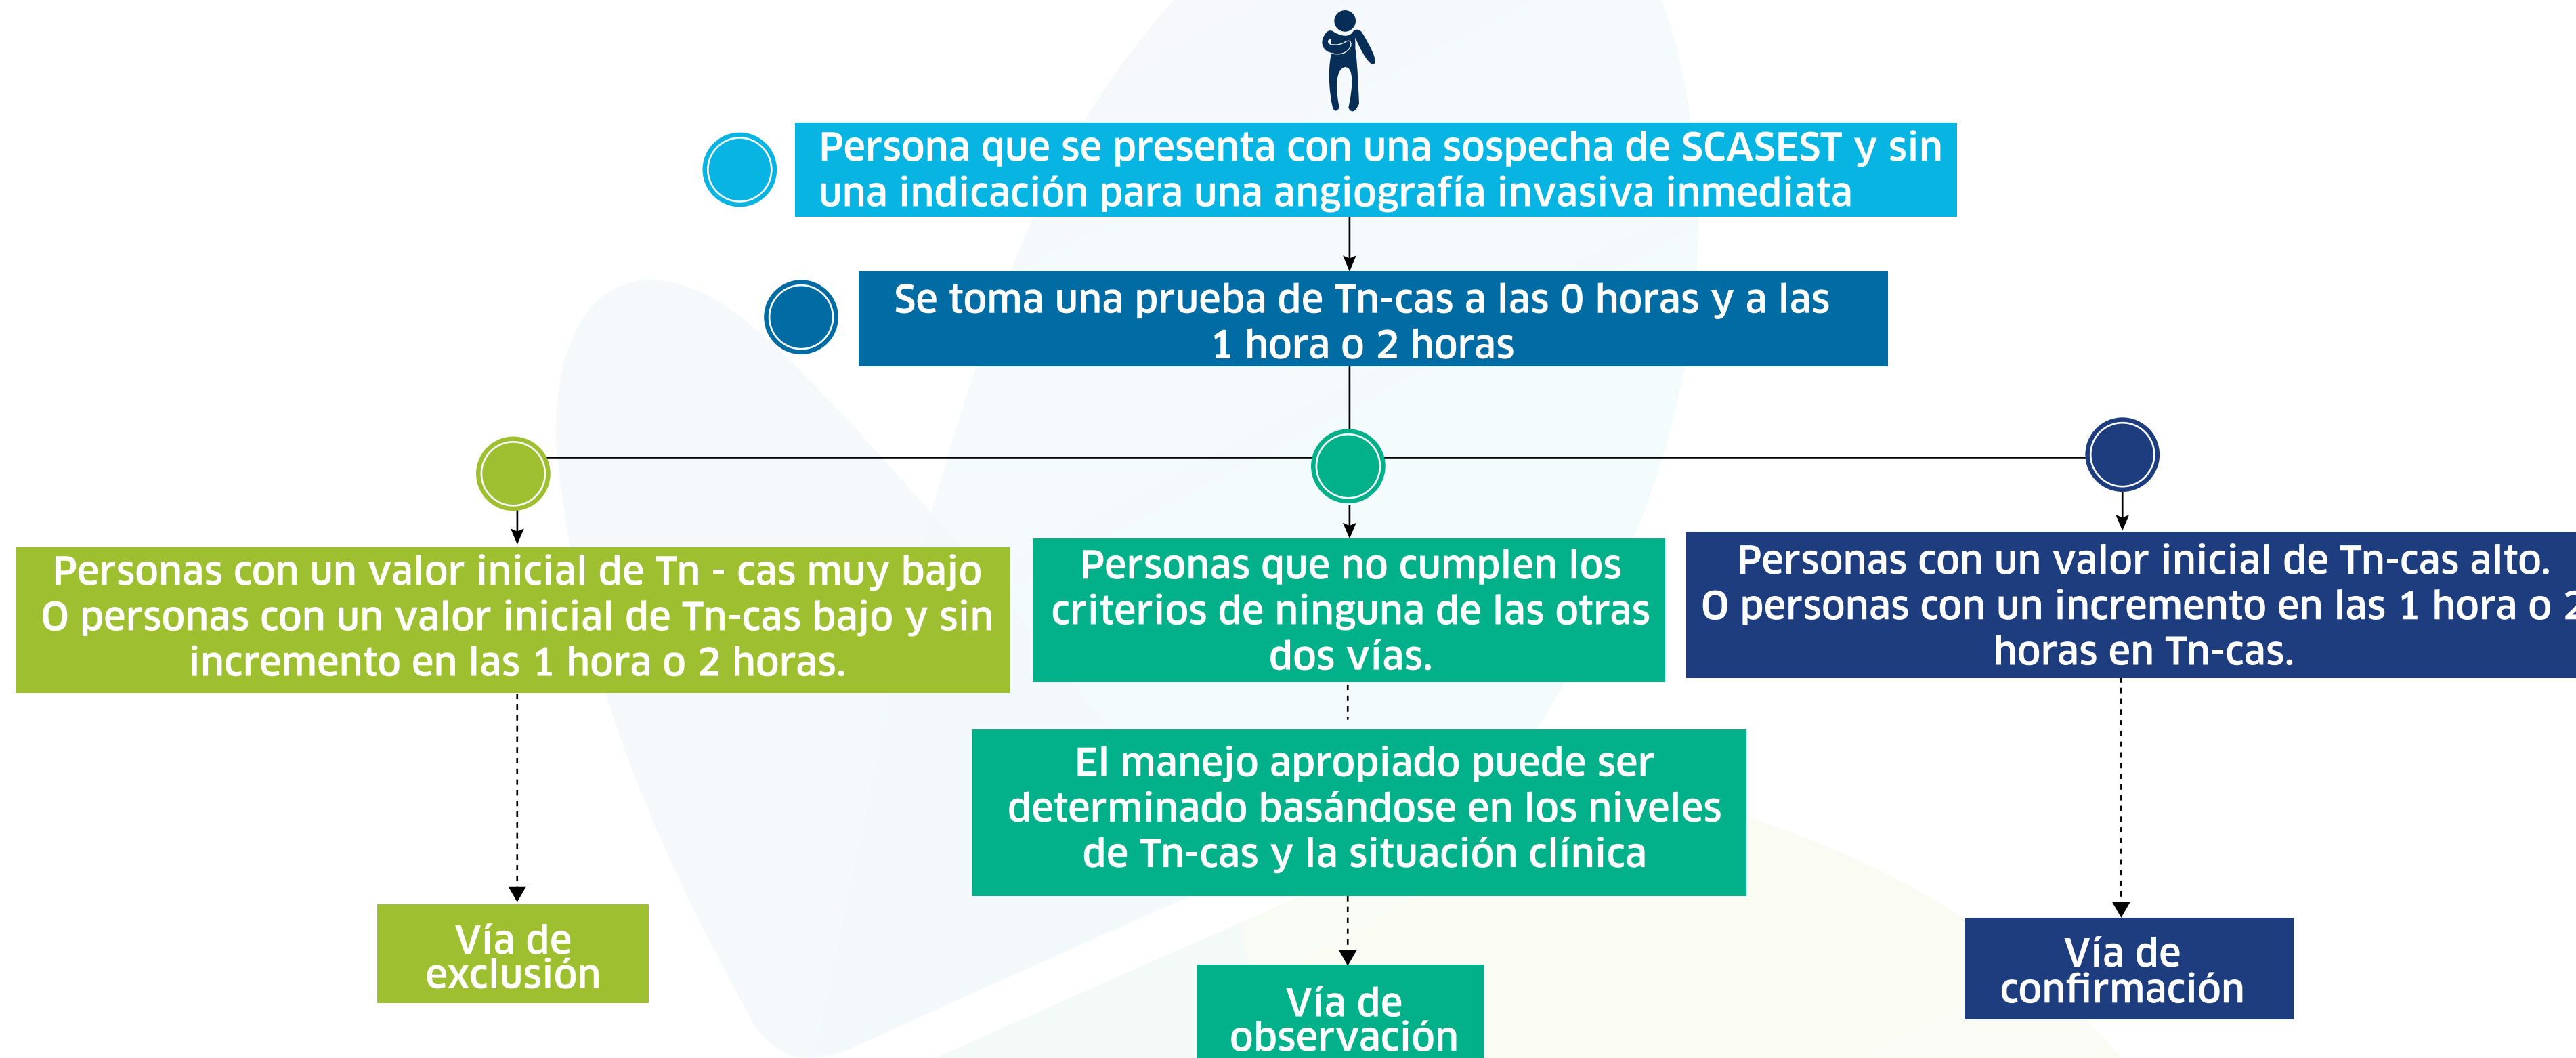 Persona que se presenta con una sospecha de SCASEST y sin
una indicación para una angiografía invasiva inmediata
Se toma una prueba de Tn-cas a las 0 horas y a las
1 hora o 2 horas
Personas con un valor inicial de Tn - cas muy bajo
O personas con un valor inicial de Tn-cas bajo y sin
incremento en las 1 hora o 2 horas.
Personas que no cumplen los
criterios de ninguna de las otras
dos vías.
Personas con un valor inicial de Tn-cas alto.
O personas con un incremento en las 1 hora o 2
horas en Tn-cas.
El manejo apropiado puede ser
determinado basándose en los niveles
de Tn-cas y la situación clínica
Vía de
exclusión
Vía de
observación
Vía de
confirmación